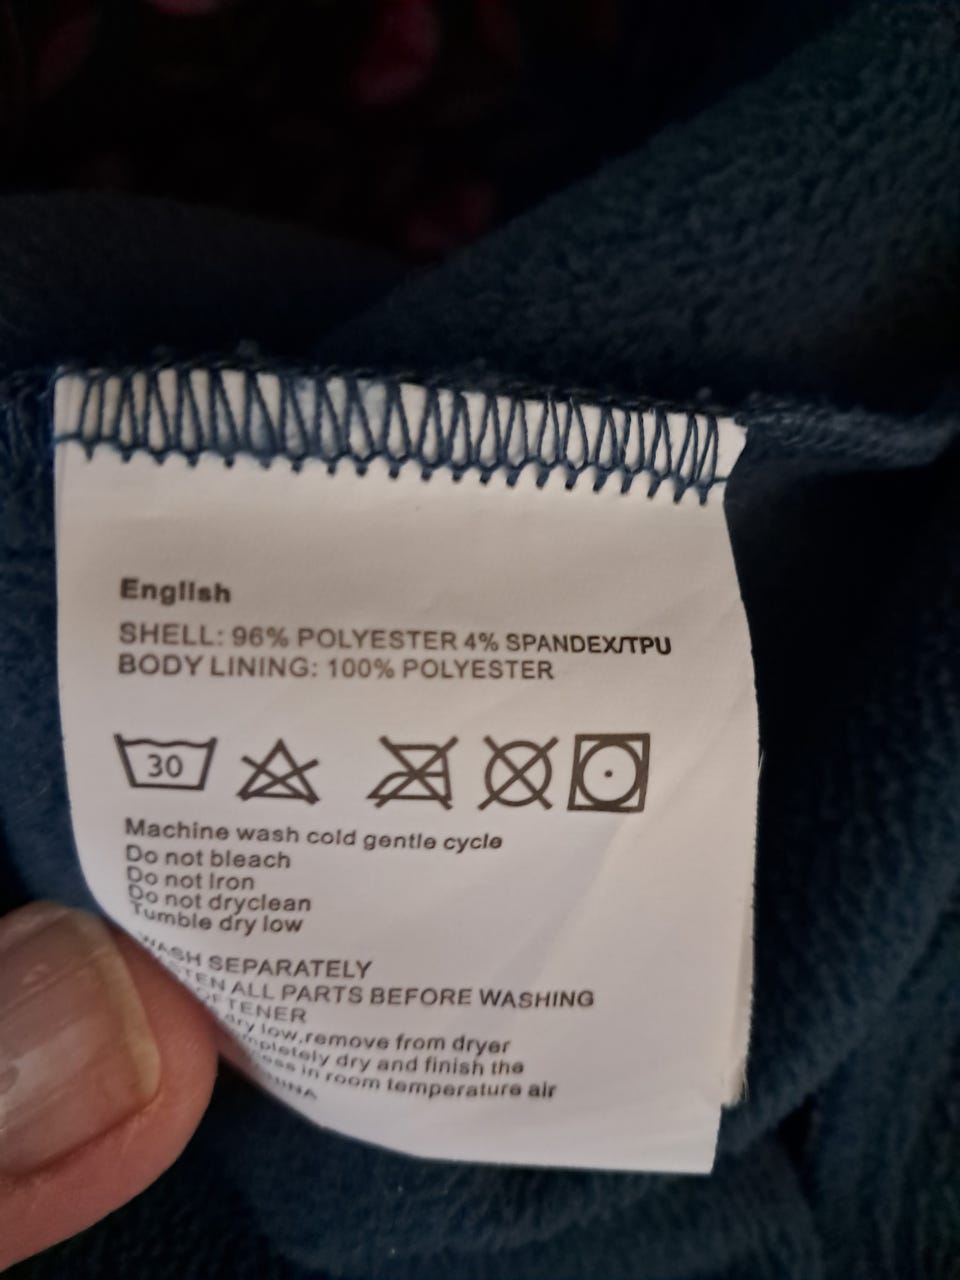 English
SHELL: 96% POLYESTER 4% SPANDEX/TPU
BODY LINING: 100% POLYESTER
30
Machine wash cold gentle cycle
Do not bleach
Do not Iron
Do not dryclean
Tumble dry low
WASH SEPARATELY
ALL PARTS BEFORE WASHING
dry low,remove from dryer
dry and finish the
in room temperature air